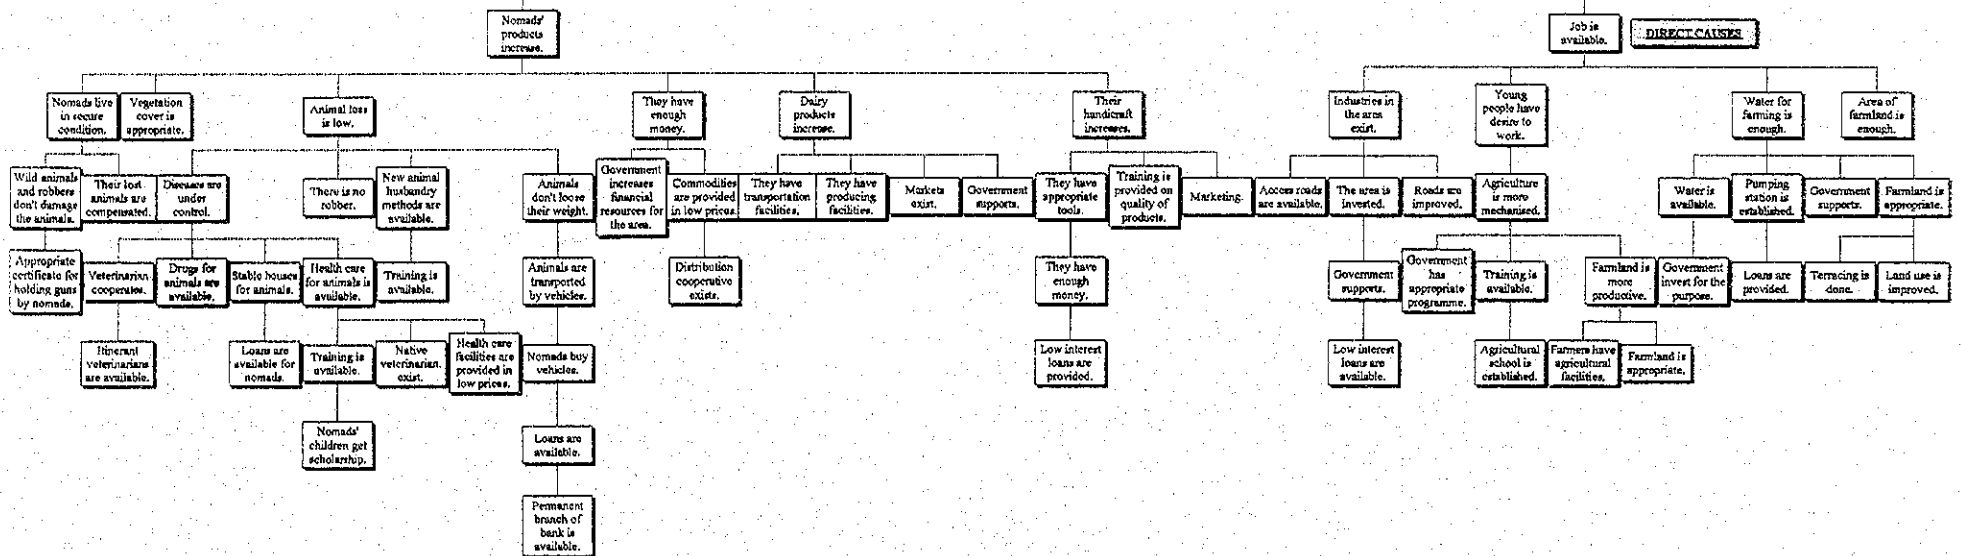 Nomads'
products
increase.
Job is
available.
DIRECT CAUSES
Nomads live
in secure
condition.
Vegetation
cover is
appropriate.
Animal loss
is low.
They have
enough
money.
Dairy
products
increase.
Their
handicraft
increases.
Industries in
the area
exist.
Young
people have
desire to
work.
Water for
farming is
enough.
Area of
farmland is
enough.
Wild animals
and robbers
don't damage
the animals.
Their lost
animals are
compensated.
Diseases are
under
control.
There is no
robber.
New animal
husbandry
methods are
available.
Animals
don't loose
their weight.
Government
increases
financial
resources for
the area.
Commodities
are provided
in low prices.
They have
transportation
facilities.
They have
producing
facilities.
Markets
exist.
Government
supports.
They have
appropriate
tools.
Training is
provided on
quality of
products.
Marketing.
Access roads
are available.
The area is
invested.
Roads are
improved.
Agriculture
is more
mechanised.
Water is
available.
Pumping
station is
established.
Government
supports.
Farmland is
appropriate.
Appropriate
certificate for
holding guns
by nomads.
Veterinarian
cooperates.
Drugs for
animals are
available.
Stable houses
for animals.
Health care
for animals is
available.
Training is
available.
Animals are
transported
by vehicles.
Distribution
cooperative
exists.
They have
enough
money.
Government
supports.
Government
has
appropriate
programme.
Training is
available.
Farmland is
more
productive.
Government
invest for the
purpose.
Loans are
provided.
Terracing is
done.
Land use is
improved.
Itinerant
veterinarians
are available.
Loans are
available for
nomads.
Training is
available.
Native
veterinarian
exist.
Health care
facilities are
provided in
low prices.
Nomads buy
vehicles.
Low interest
loans are
provided.
Low interest
loans are
available.
Agricultural
school is
established.
Farmers have
agricultural
facilities.
Farmland is
appropriate.
Nomads'
children get
scholarship.
Loans are
available.
Permanent
branch of
bank is
available.